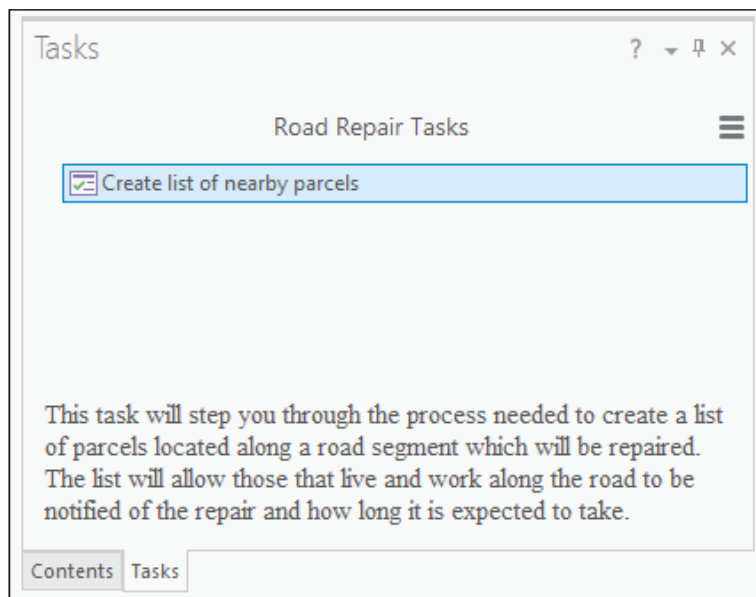 Tasks ?
Road Repair Tasks
Create list of nearby parcels
This task will step you through the process needed to create a list
of parcels located along a road segment which will be repaired.
The list will allow those that live and work along the road to be
notified of the repair and how long it is expected to take.
Contents Tasks